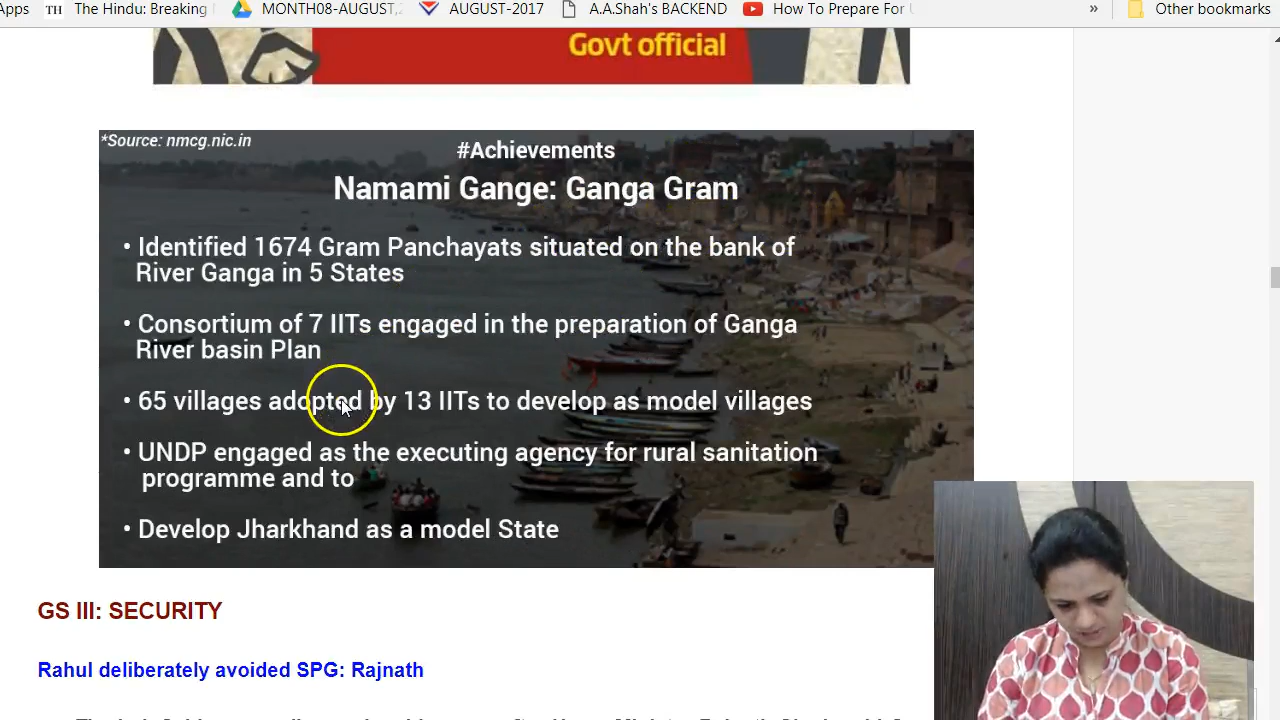 Apps
TH The Hindu: Breaking
MONTH08-AUGUST,2
AUGUST-2017
A.A.Shah's BACKEND
How To Prepare For
»
Other bookmarks
Govt official
*Source: nmcg.nic.in
#Achievements
Namami Gange: Ganga Gram
• Identified 1674 Gram Panchayats situated on the bank of
River Ganga in 5 States
• Consortium of 7 IITs engaged in the preparation of Ganga
River basin Plan
• 65 villages adopted by 13 IITs to develop as model villages
• UNDP engaged as the executing agency for rural sanitation
programme and to
• Develop Jharkhand as a model State
GS III: SECURITY
Rahul deliberately avoided SPG: Rajnath